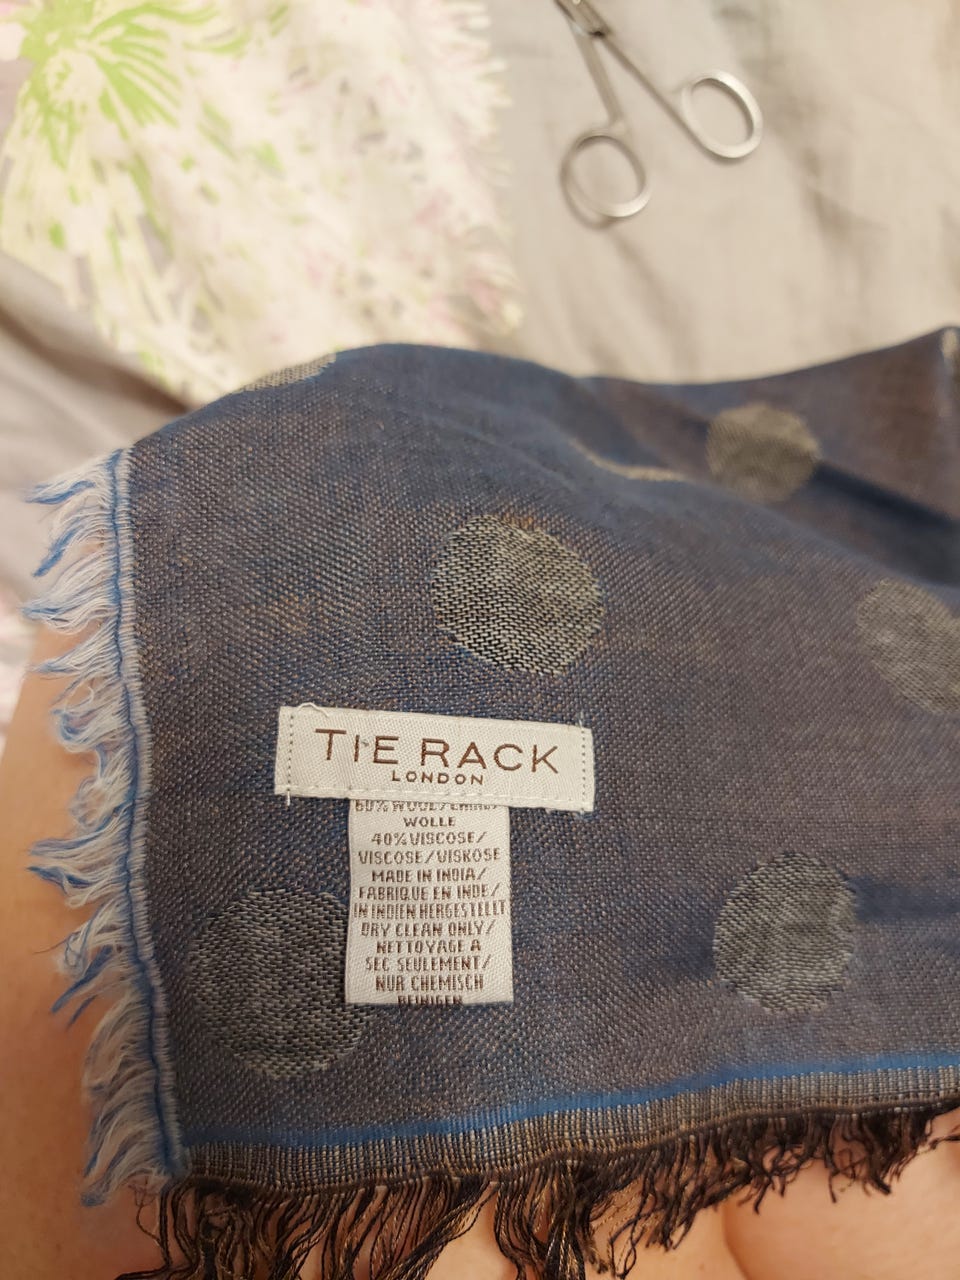 TIE RACK
LONDON
60% WOOL/LAINE/
WOLLE
40% VISCOSE/
VISCOSE/VISKOSE
MADE IN INDIA/
FABRIQUE EN INDE/
IN INDIEN HERGESTELLT
DRY CLEAN ONLY/
NETTOYAGE A
SEC SEULEMENT/
NUR CHEMISCH
REINIGEN